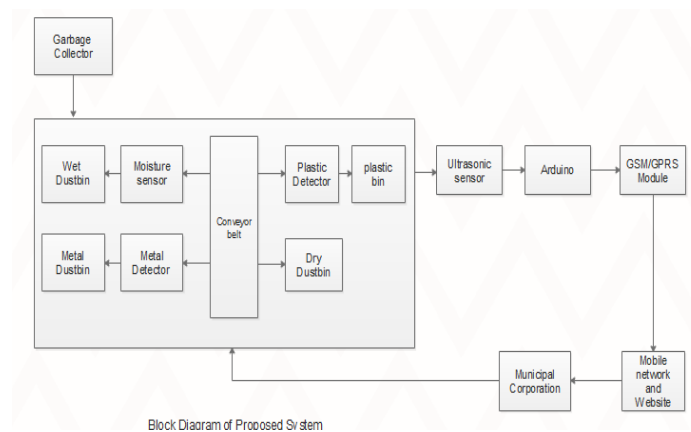 Garbage
Collector
Wet
Dustbin
Moisture
sensor
Conveyor
belt
Plastic
Detector
plastic
bin
Ultrasonic
sensor
Arduino
GSM/GPRS
Module
Metal
Dustbin
Metal
Detector
Dry
Dustbin
Municipal
Corporation
Mobile
network
and
Website
Block Diagram of Proposed System